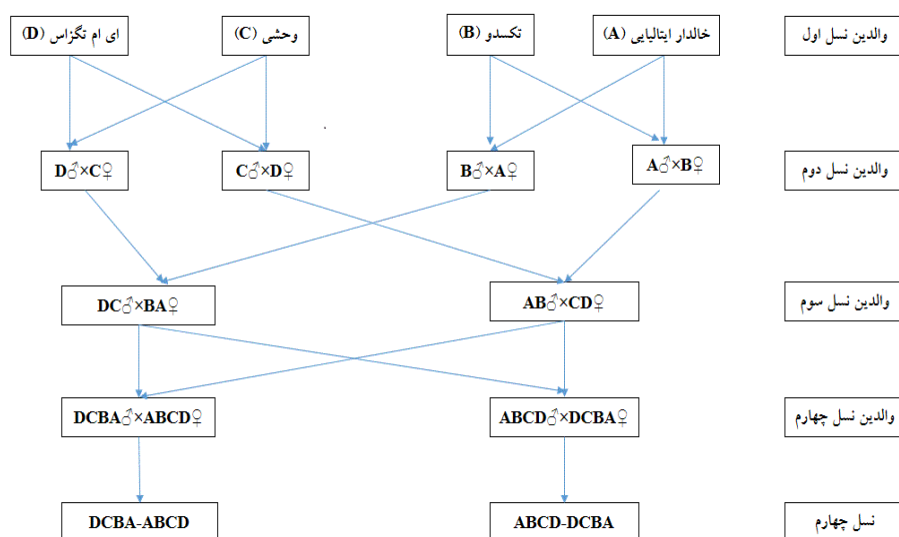 والدین نسل اول
خالدار ایتالیایی (A)
تکسدو (B)
وحشی (C)
ای ام تگزاس (D)
والدین نسل دوم
A♂×B♀
B♂×A♀
C♂×D♀
D♂×C♀
والدین نسل سوم
AB♂×CD♀
DC♂×BA♀
والدین نسل چهارم
ABCD♂×DCBA♀
DCBA♂×ABCD♀
نسل چهارم
ABCD-DCBA
DCBA-ABCD